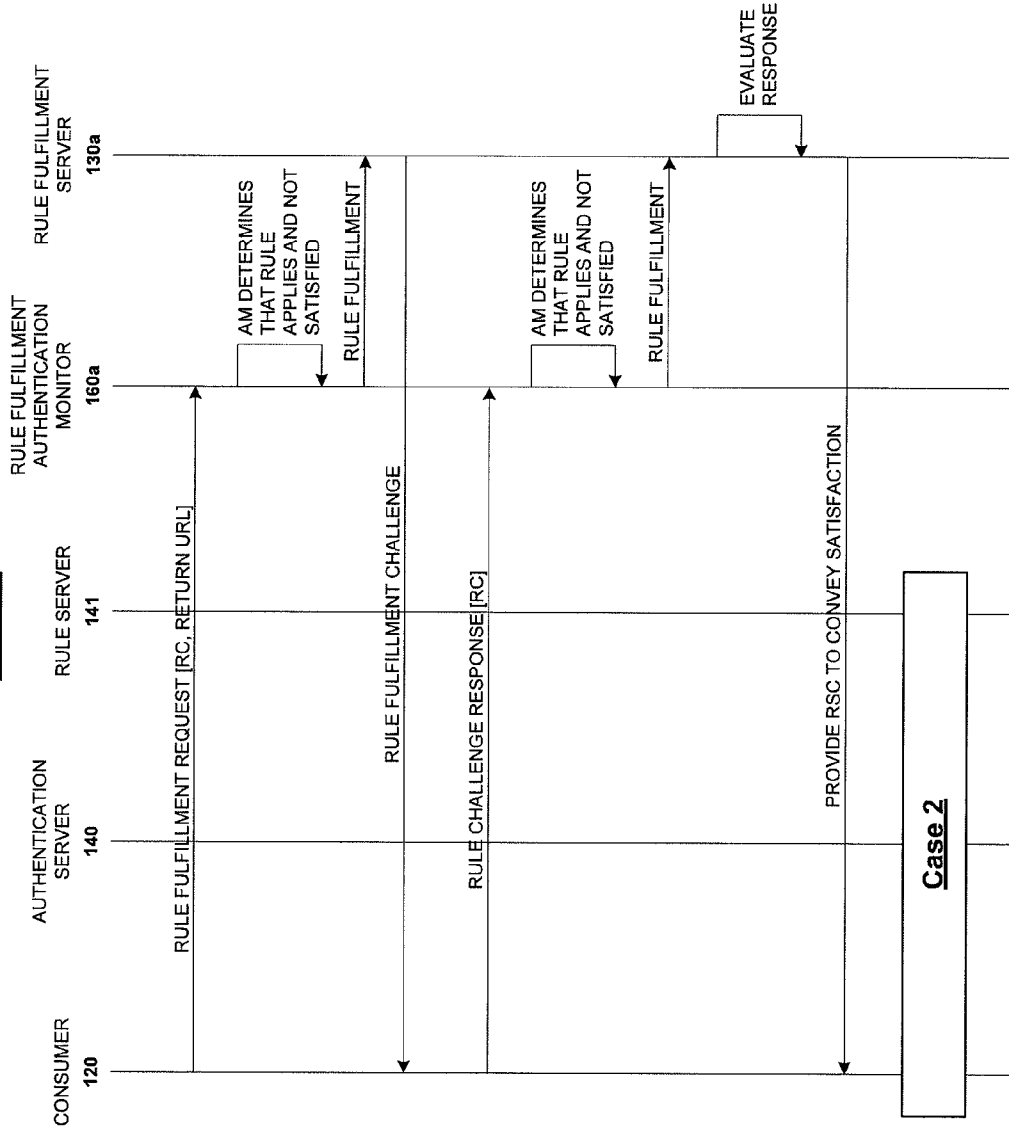 CONSUMER
120
AUTHENTICATION
SERVER
140
RULE SERVER
141
RULE FULFILLMENT
AUTHENTICATION
MONITOR
160a
RULE FULFILLMENT
SERVER
130a
RULE FULFILLMENT REQUEST [RC, RETURN URL]
AM DETERMINES
THAT RULE
APPLIES AND NOT
SATISFIED
RULE FULFILLMENT
RULE FULFILLMENT CHALLENGE
RULE CHALLENGE RESPONSE [RC]
AM DETERMINES
THAT RULE
APPLIES AND NOT
SATISFIED
RULE FULFILLMENT
EVALUATE
RESPONSE
PROVIDE RSC TO CONVEY SATISFACTION
Case 2